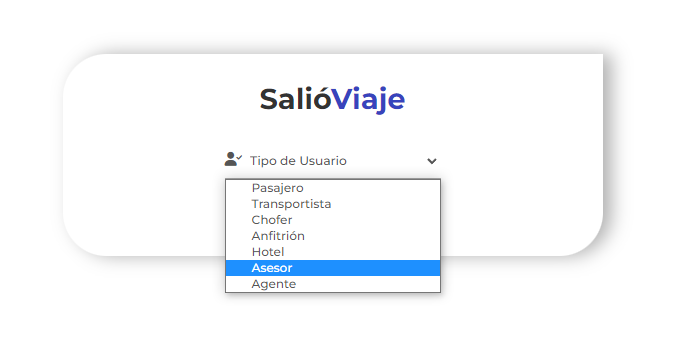 SalióViaje
Tipo de Usuario
Pasajero
Transportista
Chofer
Anfitrión
Hotel
Asesor
Agente